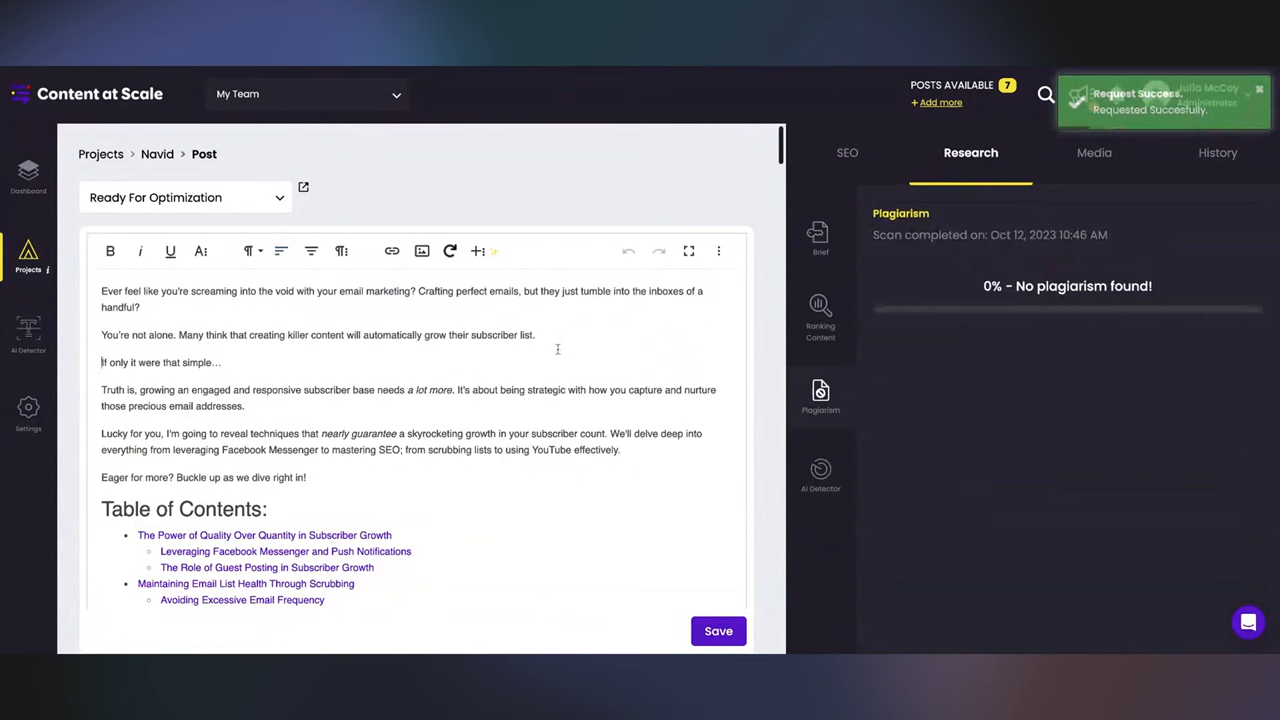 Content at Scale
My Team
POSTS AVAILABLE 7
+ Add more
Request Success.
Requested Succesfully.
Julia McCoy
Administrator
Dashboard
Projects
AI Detector
Settings
Projects > Navid > Post
Ready For Optimization
Ever feel like you're screaming into the void with your email marketing? Crafting perfect emails, but they just tumble into the inboxes of a
handful?
You're not alone. Many think that creating killer content will automatically grow their subscriber list.
If only it were that simple…
Truth is, growing an engaged and responsive subscriber base needs a lot more. It's about being strategic with how you capture and nurture
those precious email addresses.
Lucky for you, I'm going to reveal techniques that nearly guarantee a skyrocketing growth in your subscriber count. We'll delve deep into
everything from leveraging Facebook Messenger to mastering SEO; from scrubbing lists to using YouTube effectively.
Eager for more? Buckle up as we dive right in!
Table of Contents:
The Power of Quality Over Quantity in Subscriber Growth
Leveraging Facebook Messenger and Push Notifications
The Role of Guest Posting in Subscriber Growth
Maintaining Email List Health Through Scrubbing
Avoiding Excessive Email Frequency
Save
SEO
Research
Media
History
Brief
Ranking
Content
Plagiarism
AI Detector
Plagiarism
Scan completed on: Oct 12, 2023 10:46 AM
0% - No plagiarism found!